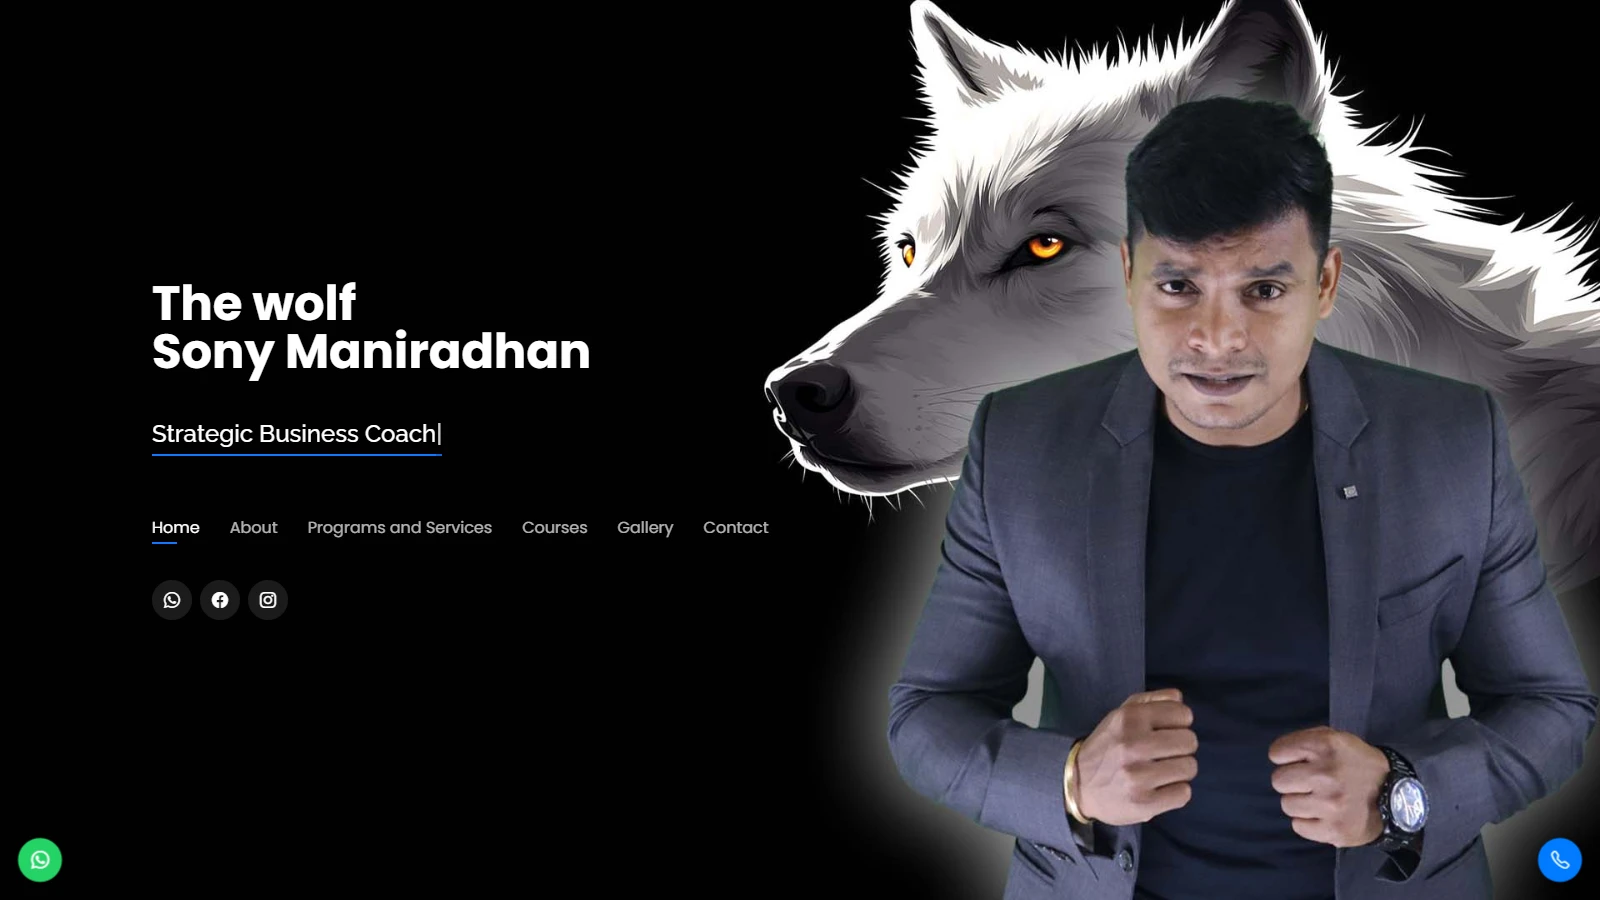 The wolf
Sony Maniradhan
Strategic Business Coach
Home About Programs and Services Courses Gallery Contact